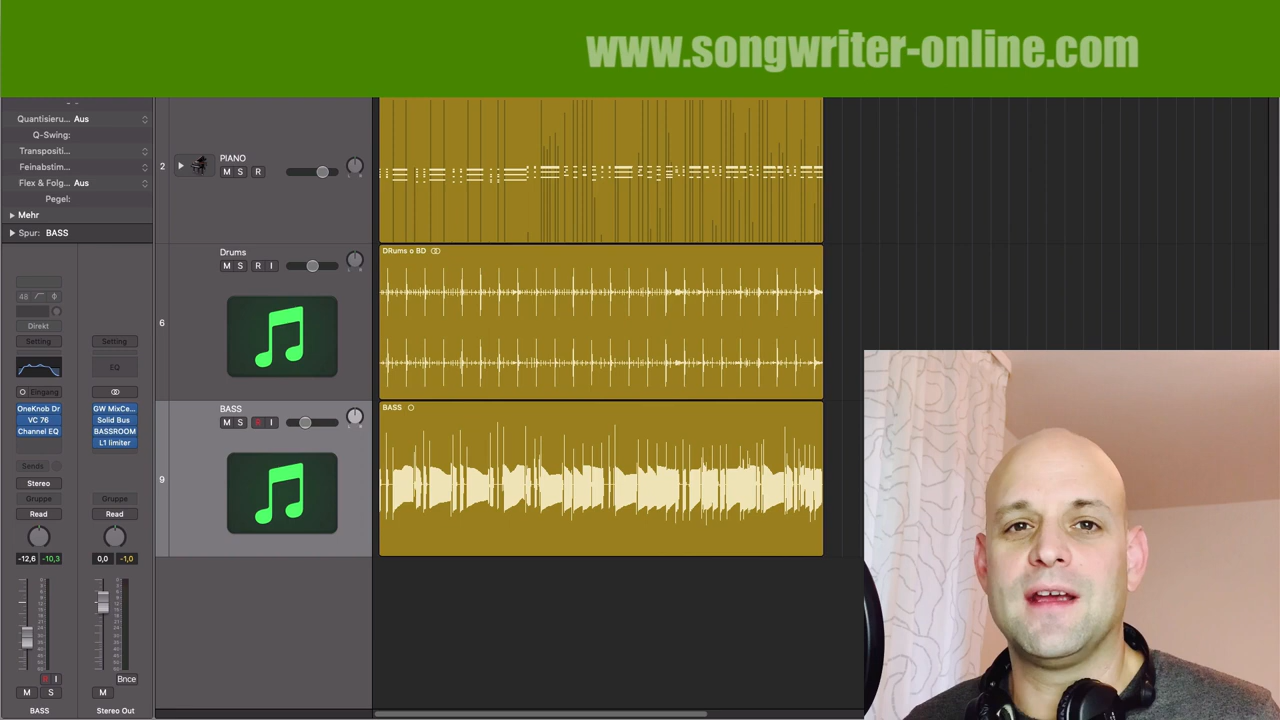 www.songwriter-online.com
Quantisieru... Aus
Q-Swing:
Transpositi...
Feinabstim...
Flex & Folg... Aus
Pegel:
Mehr
Spur: BASS
48
Direkt
Setting
Setting
EQ
Eingang
OneKnob Dr
VC 76
Channel EQ
GW MixCe...
Solid Bus
BASSROOM
L1 limiter
Sends
Stereo
Gruppe
Gruppe
Read
Read
-12,6 -10,3
0,0 -1,0
R I
Bnce
M S
M
BASS
Stereo Out
2
PIANO
M S R
6
Drums
M S R I
9
BASS
M S R I
DRums o BD
BASS